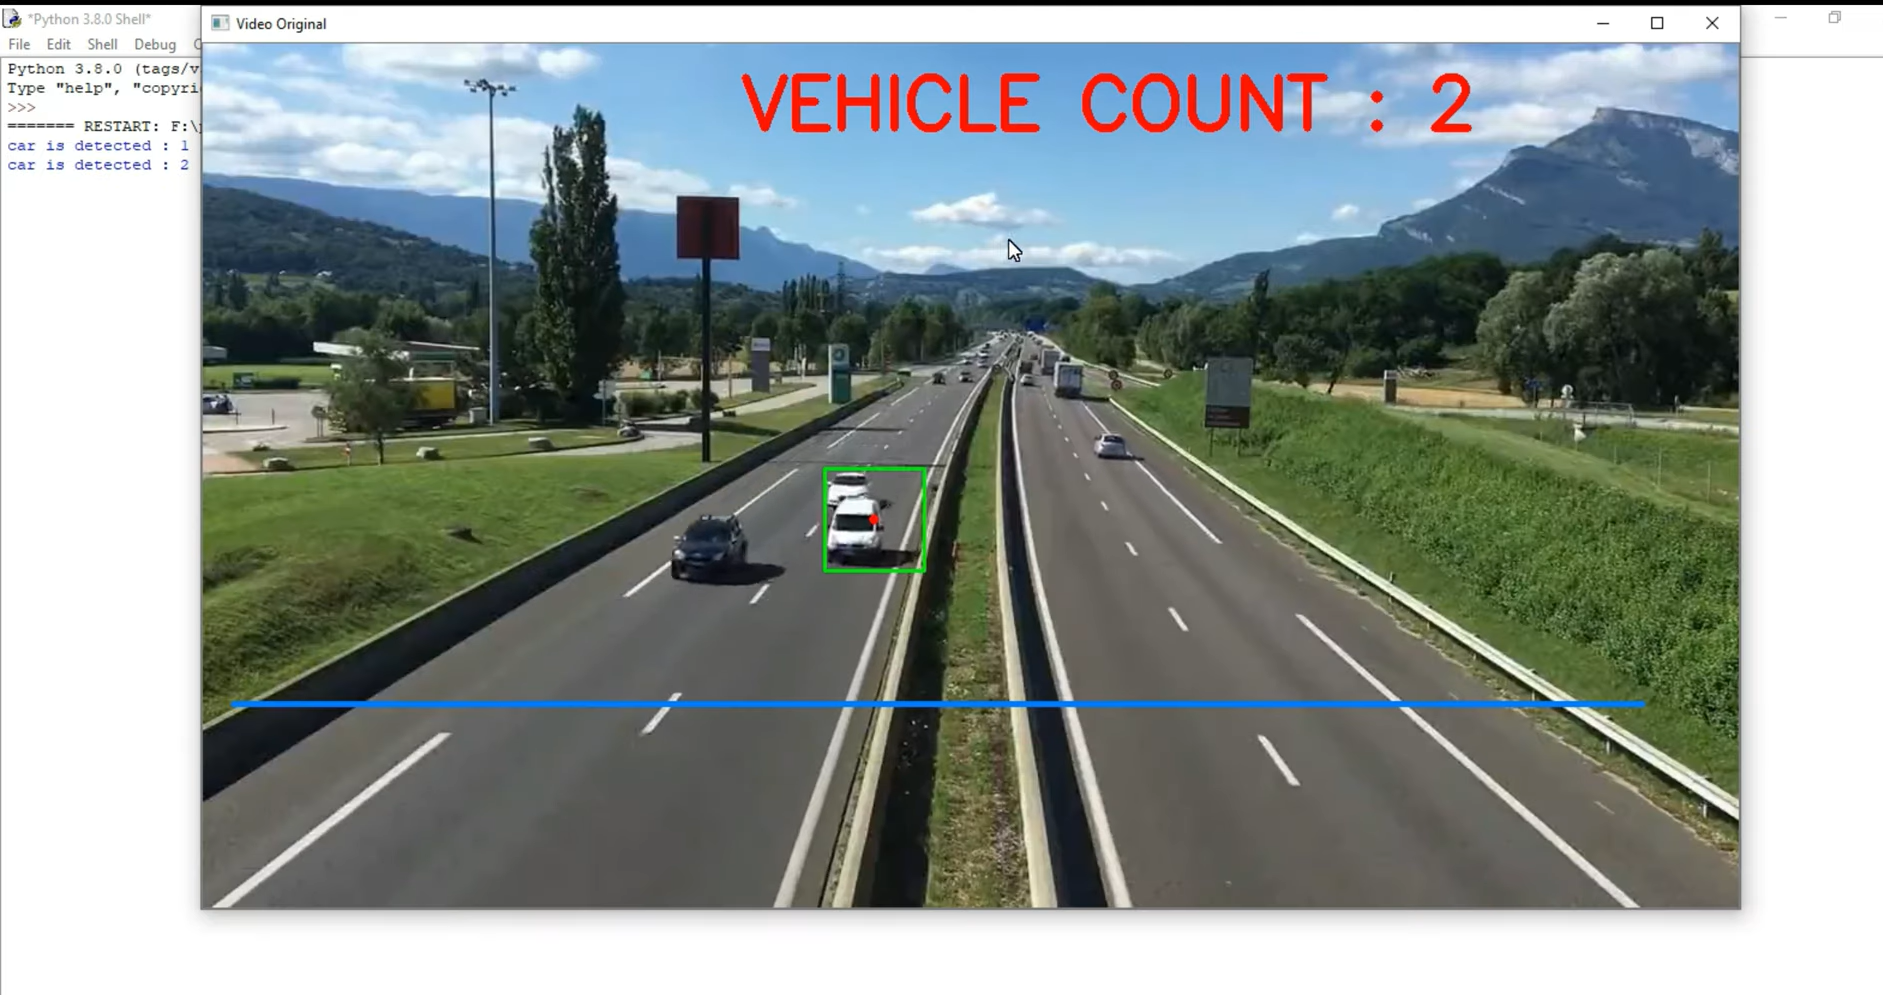 *Python 3.8.0 Shell*
File Edit Shell Debug
Python 3.8.0 (tags/v
Type "help", "copyri
>>>
======= RESTART: F:\
car is detected : 1
car is detected : 2
Video Original
VEHICLE COUNT : 2